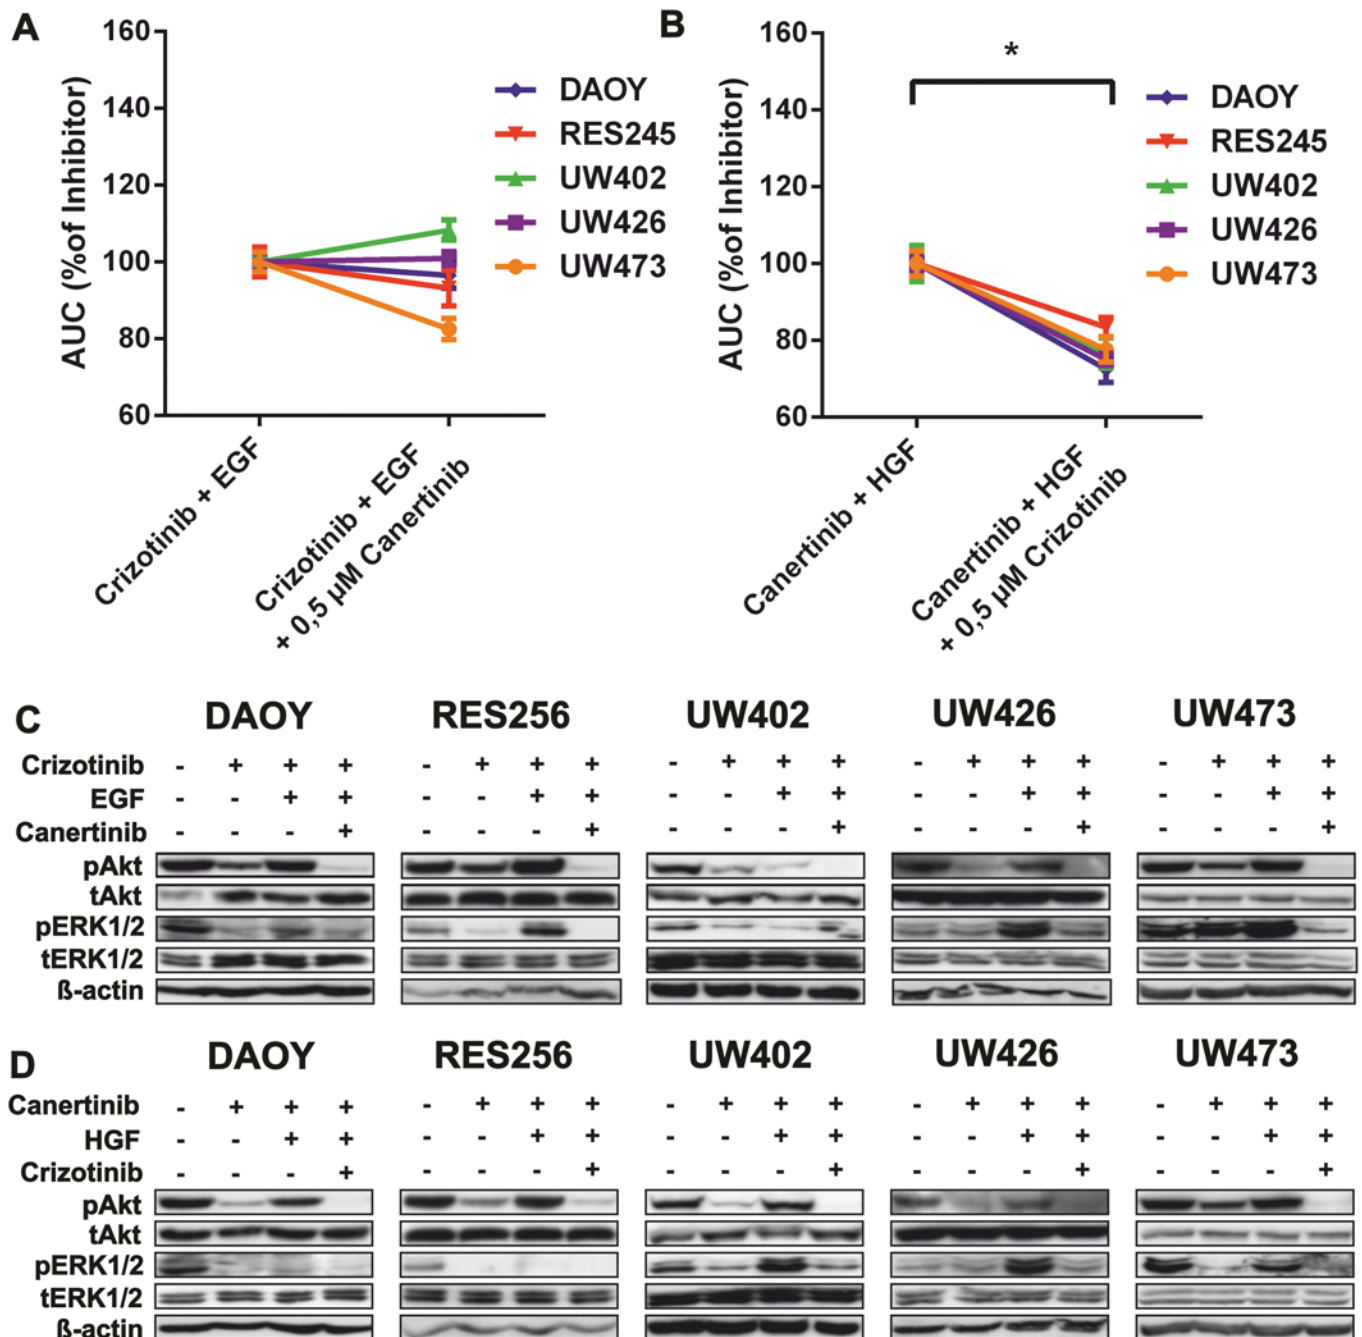 A
160
140
120
100
80
60
AUC (%of Inhibitor)
DAOY
RES245
UW402
UW426
UW473
Crizotinib + EGF
Crizotinib + EGF
+ 0,5 µM Canertinib
B
160
140
120
100
80
60
AUC (%of Inhibitor)
*
DAOY
RES245
UW402
UW426
UW473
Canertinib + HGF
Canertinib + HGF
+ 0,5 µM Crizotinib
C
DAOY RES256 UW402 UW426 UW473
Crizotinib - + + + - + + + - + + + - + + + - + + +
EGF - - + + - - + + - - + + - - + + - - + +
Canertinib - - - + - - - + - - - + - - - + - - - +
pAkt
tAkt
pERK1/2
tERK1/2
ß-actin
D
DAOY RES256 UW402 UW426 UW473
Canertinib - + + + - + + + - + + + - + + + - + + +
HGF - - + + - - + + - - + + - - + + - - + +
Crizotinib - - - + - - - + - - - + - - - + - - - +
pAkt
tAkt
pERK1/2
tERK1/2
ß-actin